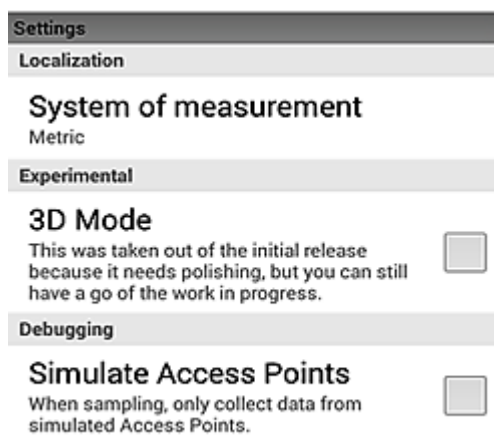 Settings
Localization
System of measurement
Metric
Experimental
3D Mode
This was taken out of the initial release
because it needs polishing, but you can still
have a go of the work in progress.
Debugging
Simulate Access Points
When sampling, only collect data from
simulated Access Points.